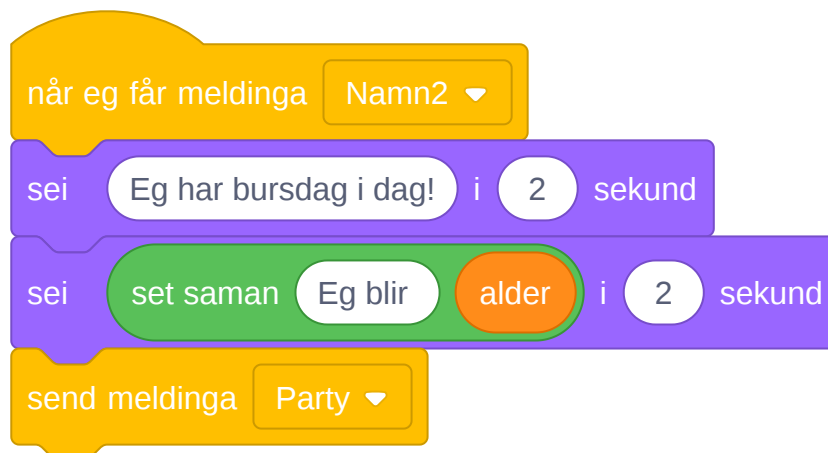 når eg får meldinga Namn2
sei Eg har bursdag i dag! i 2 sekund
sei set saman Eg blir alder i 2 sekund
send meldinga Party